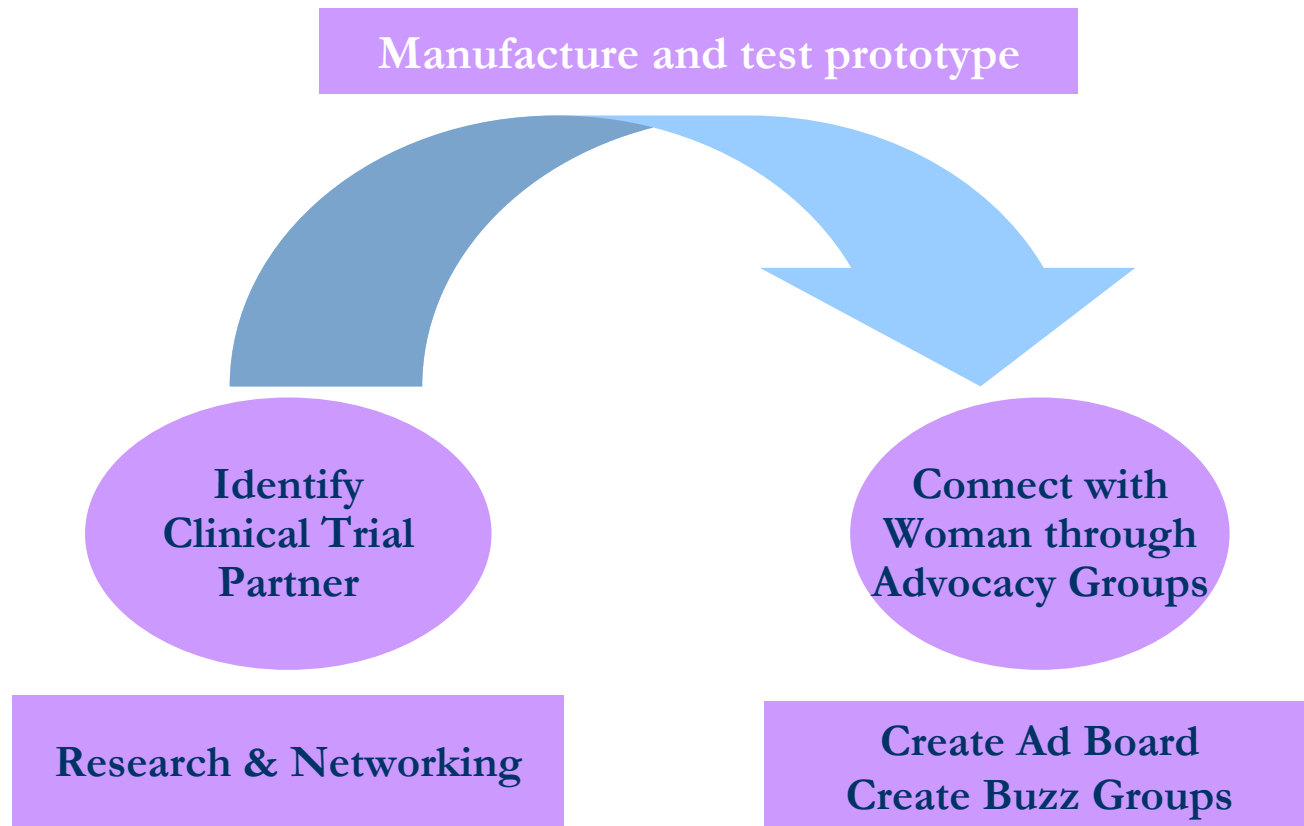 Manufacture and test prototype
Identify
Clinical Trial
Partner
Connect with
Woman through
Advocacy Groups
Research & Networking
Create Ad Board
Create Buzz Groups